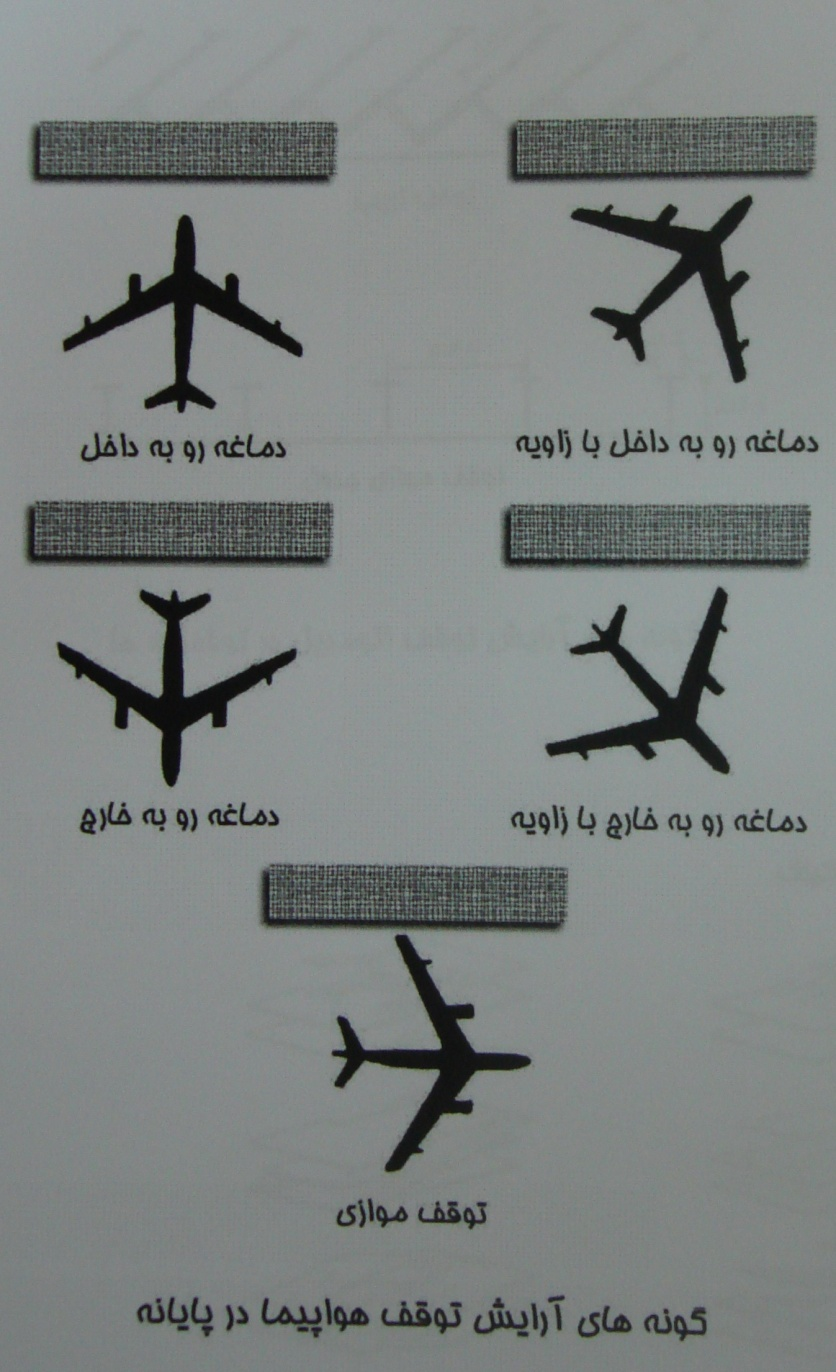 دماغه رو به داخل با زاویه
دماغه رو به داخل
دماغه رو به خارج با زاویه
دماغه رو به خارج
توقف موازی
گونه های آرایش توقف هواپیما در پایانه